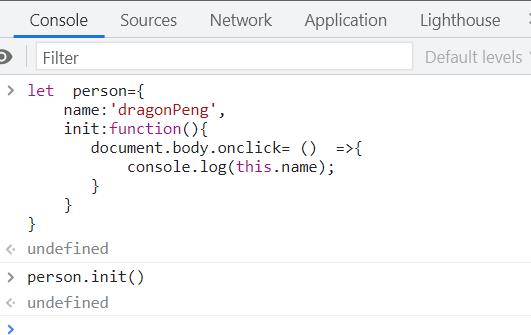 Console Sources Network Application Lighthouse
Filter Default levels
let  person={
    name:'dragonPeng',
    init:function(){
       document.body.onclick= ()  =>{
           console.log(this.name);
       }
    }
}
undefined
person.init()
undefined